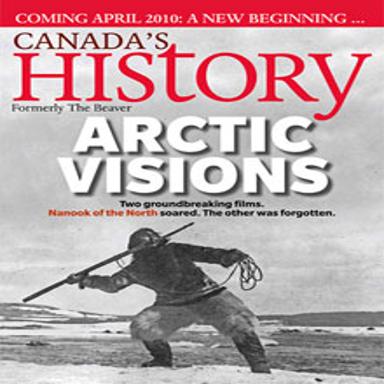 COMING APRIL 2010: A NEW BEGINNING ...
CANADA'S
HISTORY
Formerly The Beaver
ARCTIC
VISIONS
Two groundbreaking films.
Nanook of the North soared. The other was forgotten.